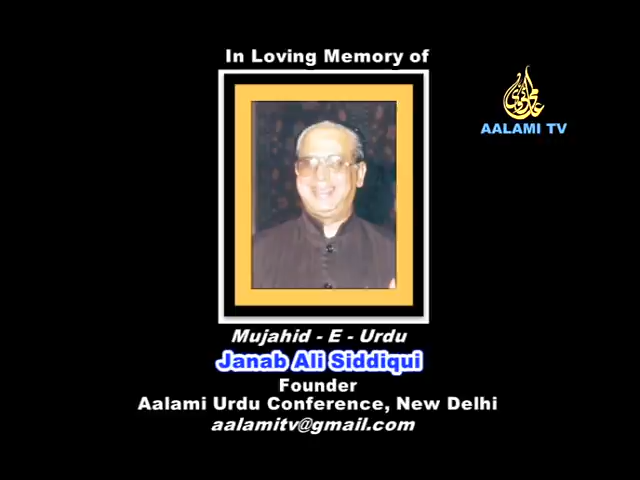 In Loving Memory of
AALAMI TV
Mujahid - E - Urdu
Janab Ali Siddiqui
Founder
Aalami Urdu Conference, New Delhi
aalamitv@gmail.com